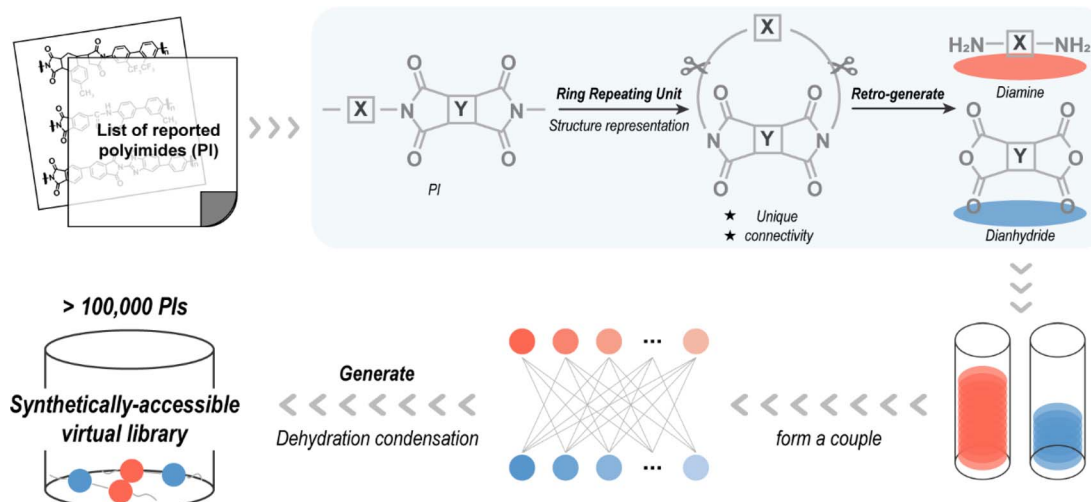 List of reported
polyimides (PI)
X
N
Y
N
O
O
O
O
PI
Ring Repeating Unit
Structure representation
X
O
O
N
Y
N
O
O
★ Unique
★ connectivity
Retro-generate
H₂N
X
NH₂
Diamine
O
O
O
Y
O
O
O
Dianhydride
> 100,000 PIs
Synthetically-accessible
virtual library
Generate
Dehydration condensation
...
...
form a couple